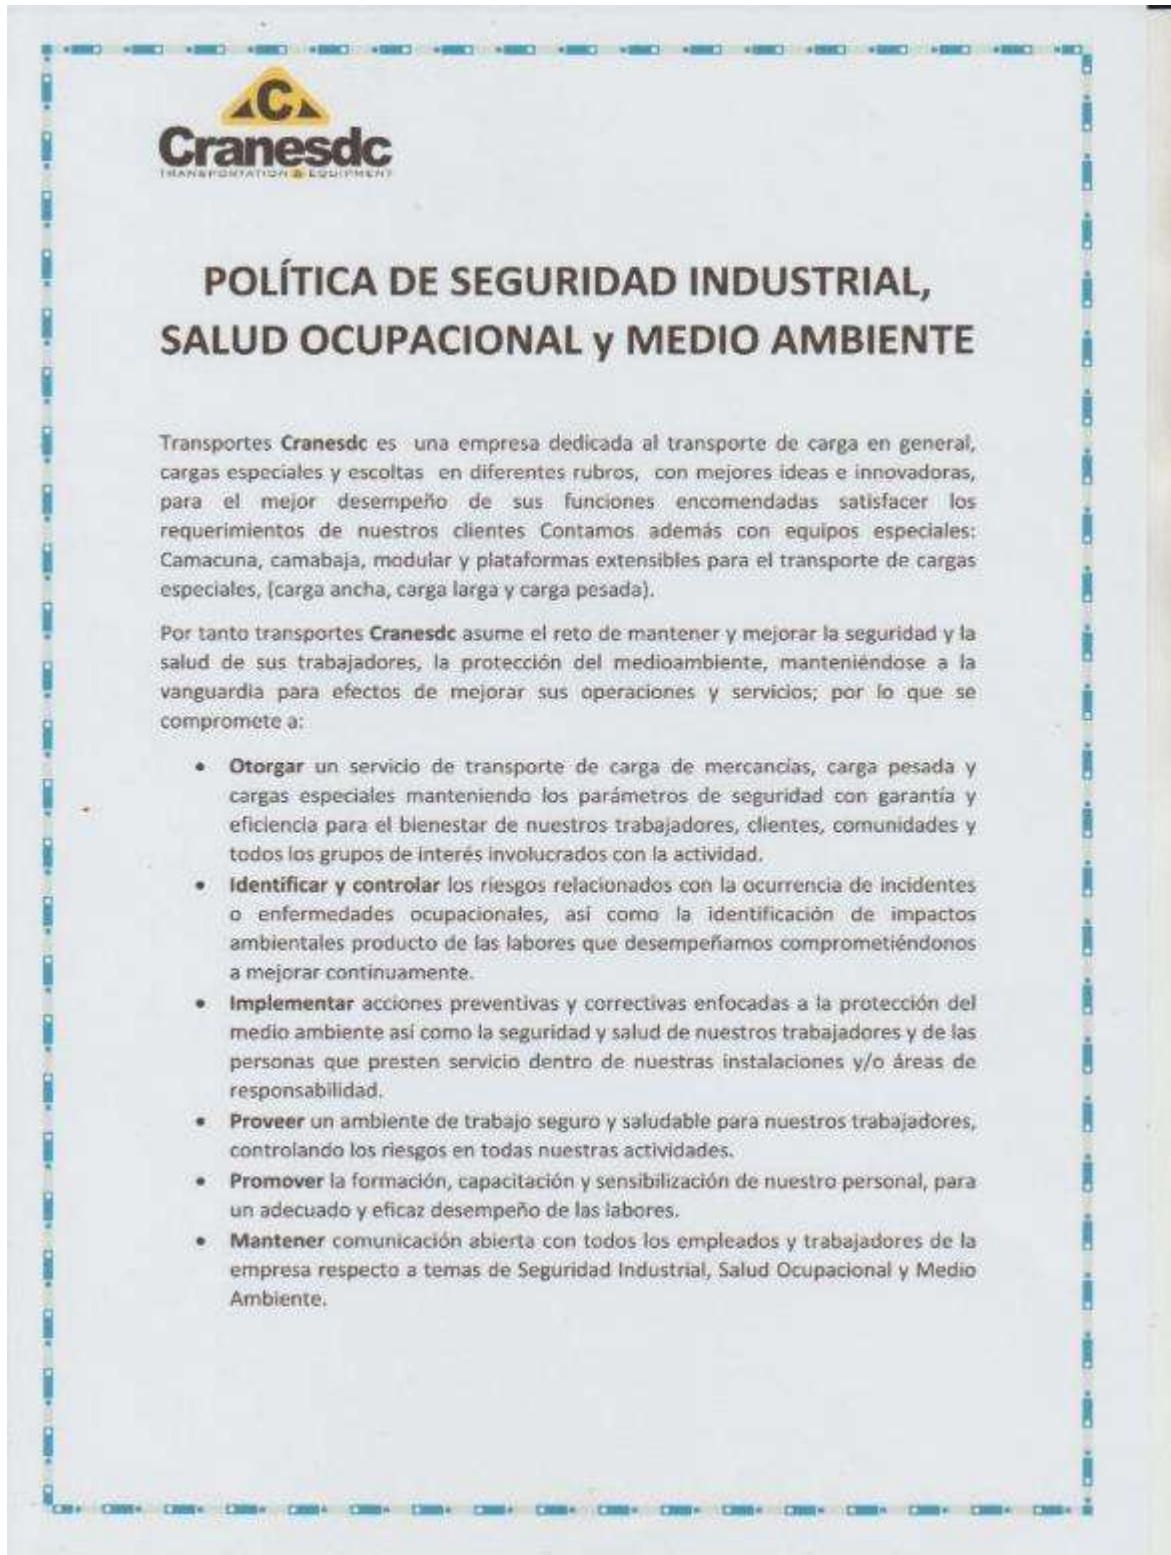 C
Cranesdc
TRANSPORTATION & EQUIPMENT
POLÍTICA DE SEGURIDAD INDUSTRIAL,
SALUD OCUPACIONAL y MEDIO AMBIENTE
Transportes Cranesdc es una empresa dedicada al transporte de carga en general,
cargas especiales y escoltas en diferentes rubros, con mejores ideas e innovadoras,
para el mejor desempeño de sus funciones encomendadas satisfacer los
requerimientos de nuestros clientes Contamos además con equipos especiales:
Camacuna, camabaja, modular y plataformas extensibles para el transporte de cargas
especiales, (carga ancha, carga larga y carga pesada).
Por tanto transportes Cranesdc asume el reto de mantener y mejorar la seguridad y la
salud de sus trabajadores, la protección del medioambiente, manteniéndose a la
vanguardia para efectos de mejorar sus operaciones y servicios; por lo que se
compromete a:
• Otorgar un servicio de transporte de carga de mercancías, carga pesada y
cargas especiales manteniendo los parámetros de seguridad con garantía y
eficiencia para el bienestar de nuestros trabajadores, clientes, comunidades y
todos los grupos de interés involucrados con la actividad.
• Identificar y controlar los riesgos relacionados con la ocurrencia de incidentes
o enfermedades ocupacionales, así como la identificación de impactos
ambientales producto de las labores que desempeñamos comprometiéndonos
a mejorar continuamente.
• Implementar acciones preventivas y correctivas enfocadas a la protección del
medio ambiente así como la seguridad y salud de nuestros trabajadores y de las
personas que presten servicio dentro de nuestras instalaciones y/o áreas de
responsabilidad.
• Proveer un ambiente de trabajo seguro y saludable para nuestros trabajadores,
controlando los riesgos en todas nuestras actividades.
• Promover la formación, capacitación y sensibilización de nuestro personal, para
un adecuado y eficaz desempeño de las labores.
• Mantener comunicación abierta con todos los empleados y trabajadores de la
empresa respecto a temas de Seguridad Industrial, Salud Ocupacional y Medio
Ambiente.